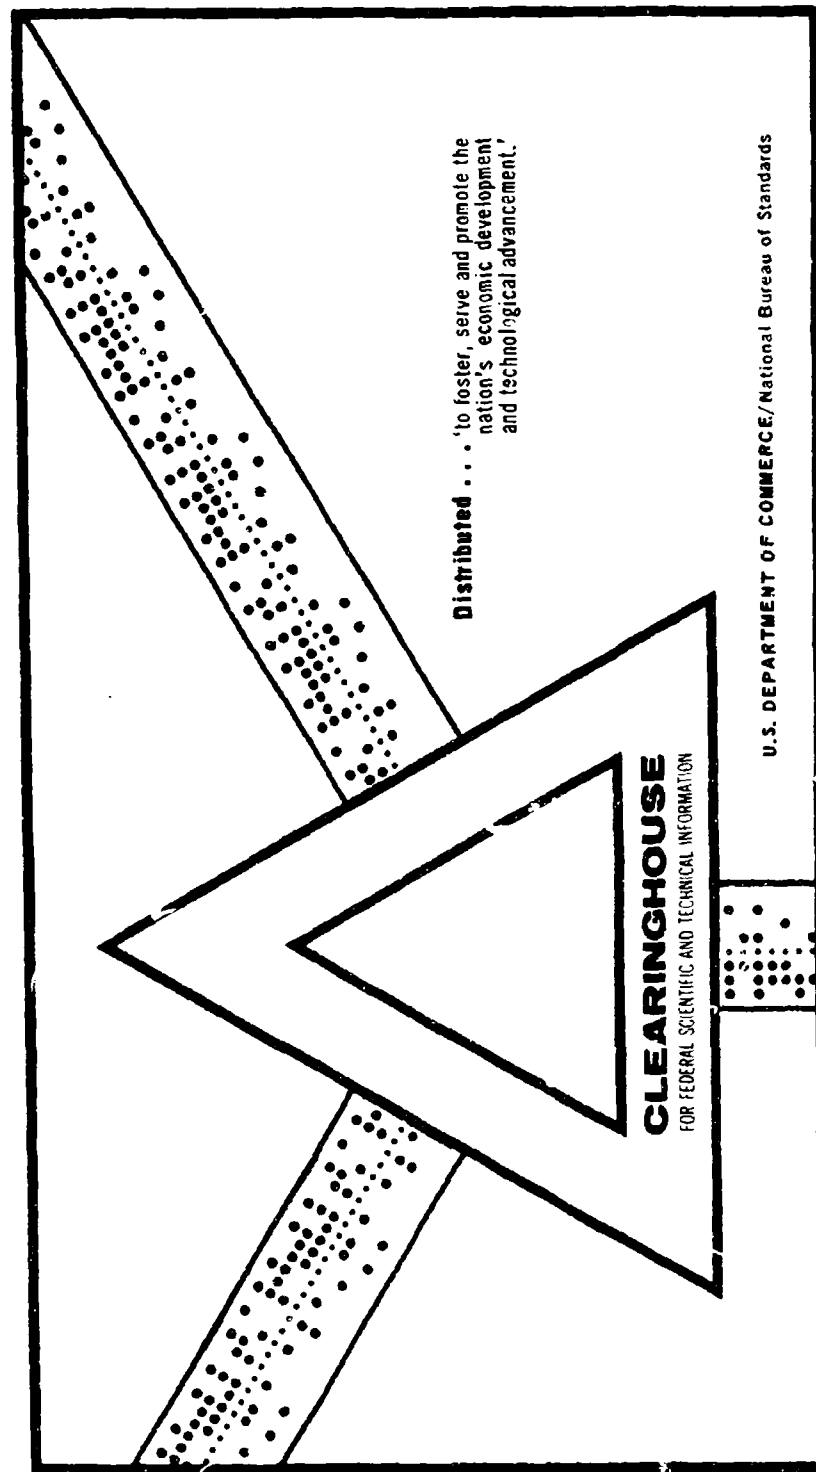 Distributed . . . 'to foster, serve and promote the
nation's economic development
and technological advancement.'
CLEARINGHOUSE
FOR FEDERAL SCIENTIFIC AND TECHNICAL INFORMATION
U.S. DEPARTMENT OF COMMERCE/National Bureau of Standards